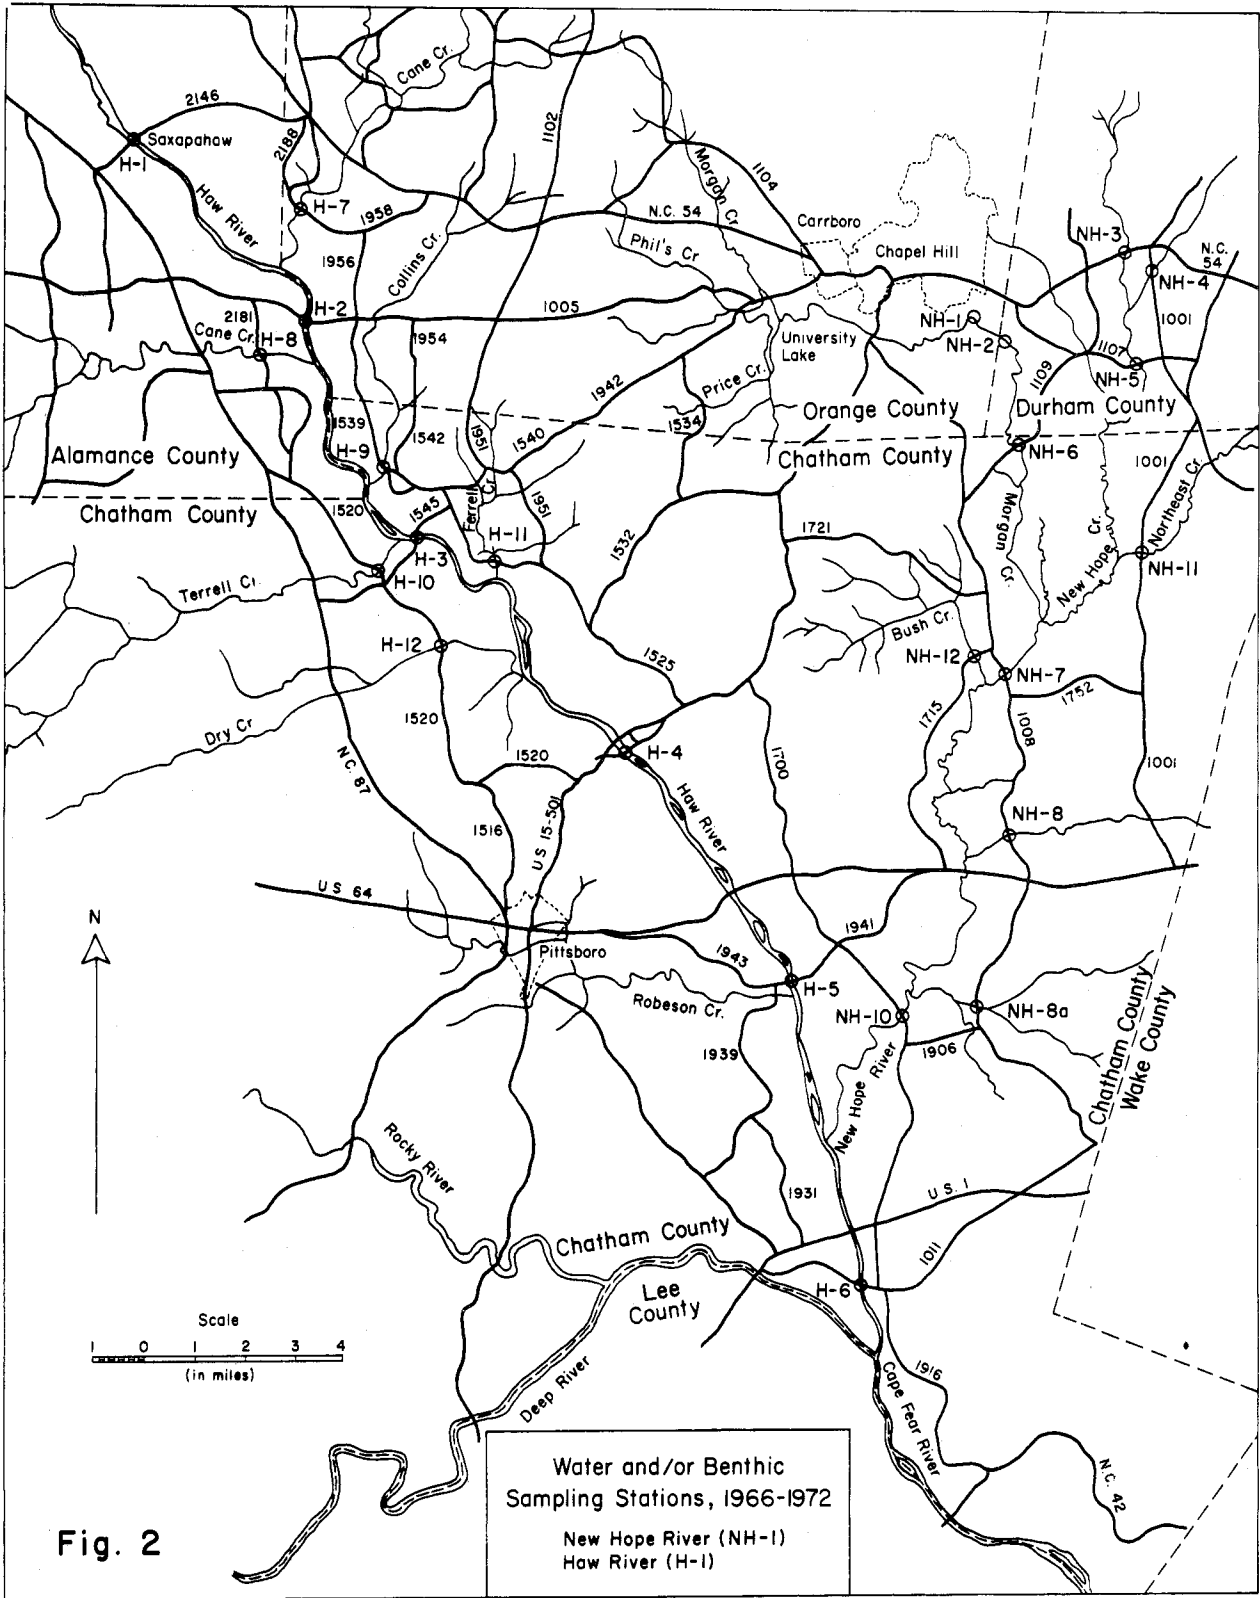 Cane Cr.
2146
1102
Saxapahaw
H-1
2188
Morgan Cr.
1104
Haw River
H-7
1958
N.C. 54
Carrboro
Chapel Hill
NH-3
N.C.
54
Phil's Cr
1956
Collins Cr.
NH-4
H-2
1005
2181
Cane Cr.
H-8
1954
University
Lake
NH-1
NH-2
1001
1107
NH-5
1109
Price Cr.
1942
Orange County
Durham County
1539
1534
H-9
1542
1951
1540
Alamance County
Chatham County
NH-6
1001
Northeast Cr.
Chatham County
1520
1545
Ferrell
Cr.
1951
H-11
1532
1721
Morgan
Cr.
New Hope
Cr.
H-3
H-10
NH-11
Terrell Cr.
Bush Cr.
H-12
NH-12
NH-7
1525
1752
1715
1008
1520
Dry Cr
1520
H-4
N.C. 87
1700
1001
Haw River
1516
U S 15-501
NH-8
U S 64
N
Pittsboro
1943
1941
H-5
Robeson Cr.
NH-10
NH-8a
1939
1906
New Hope
River
Chatham County
Wake County
Rocky River
1931
U S. 1
Chatham County
1011
Lee
County
H-6
Scale
1 0 1 2 3 4
(in miles)
Deep River
1916
Cape Fear River
N.C. 42
Water and/or Benthic
Sampling Stations, 1966-1972
New Hope River (NH-1)
Haw River (H-1)
Fig. 2